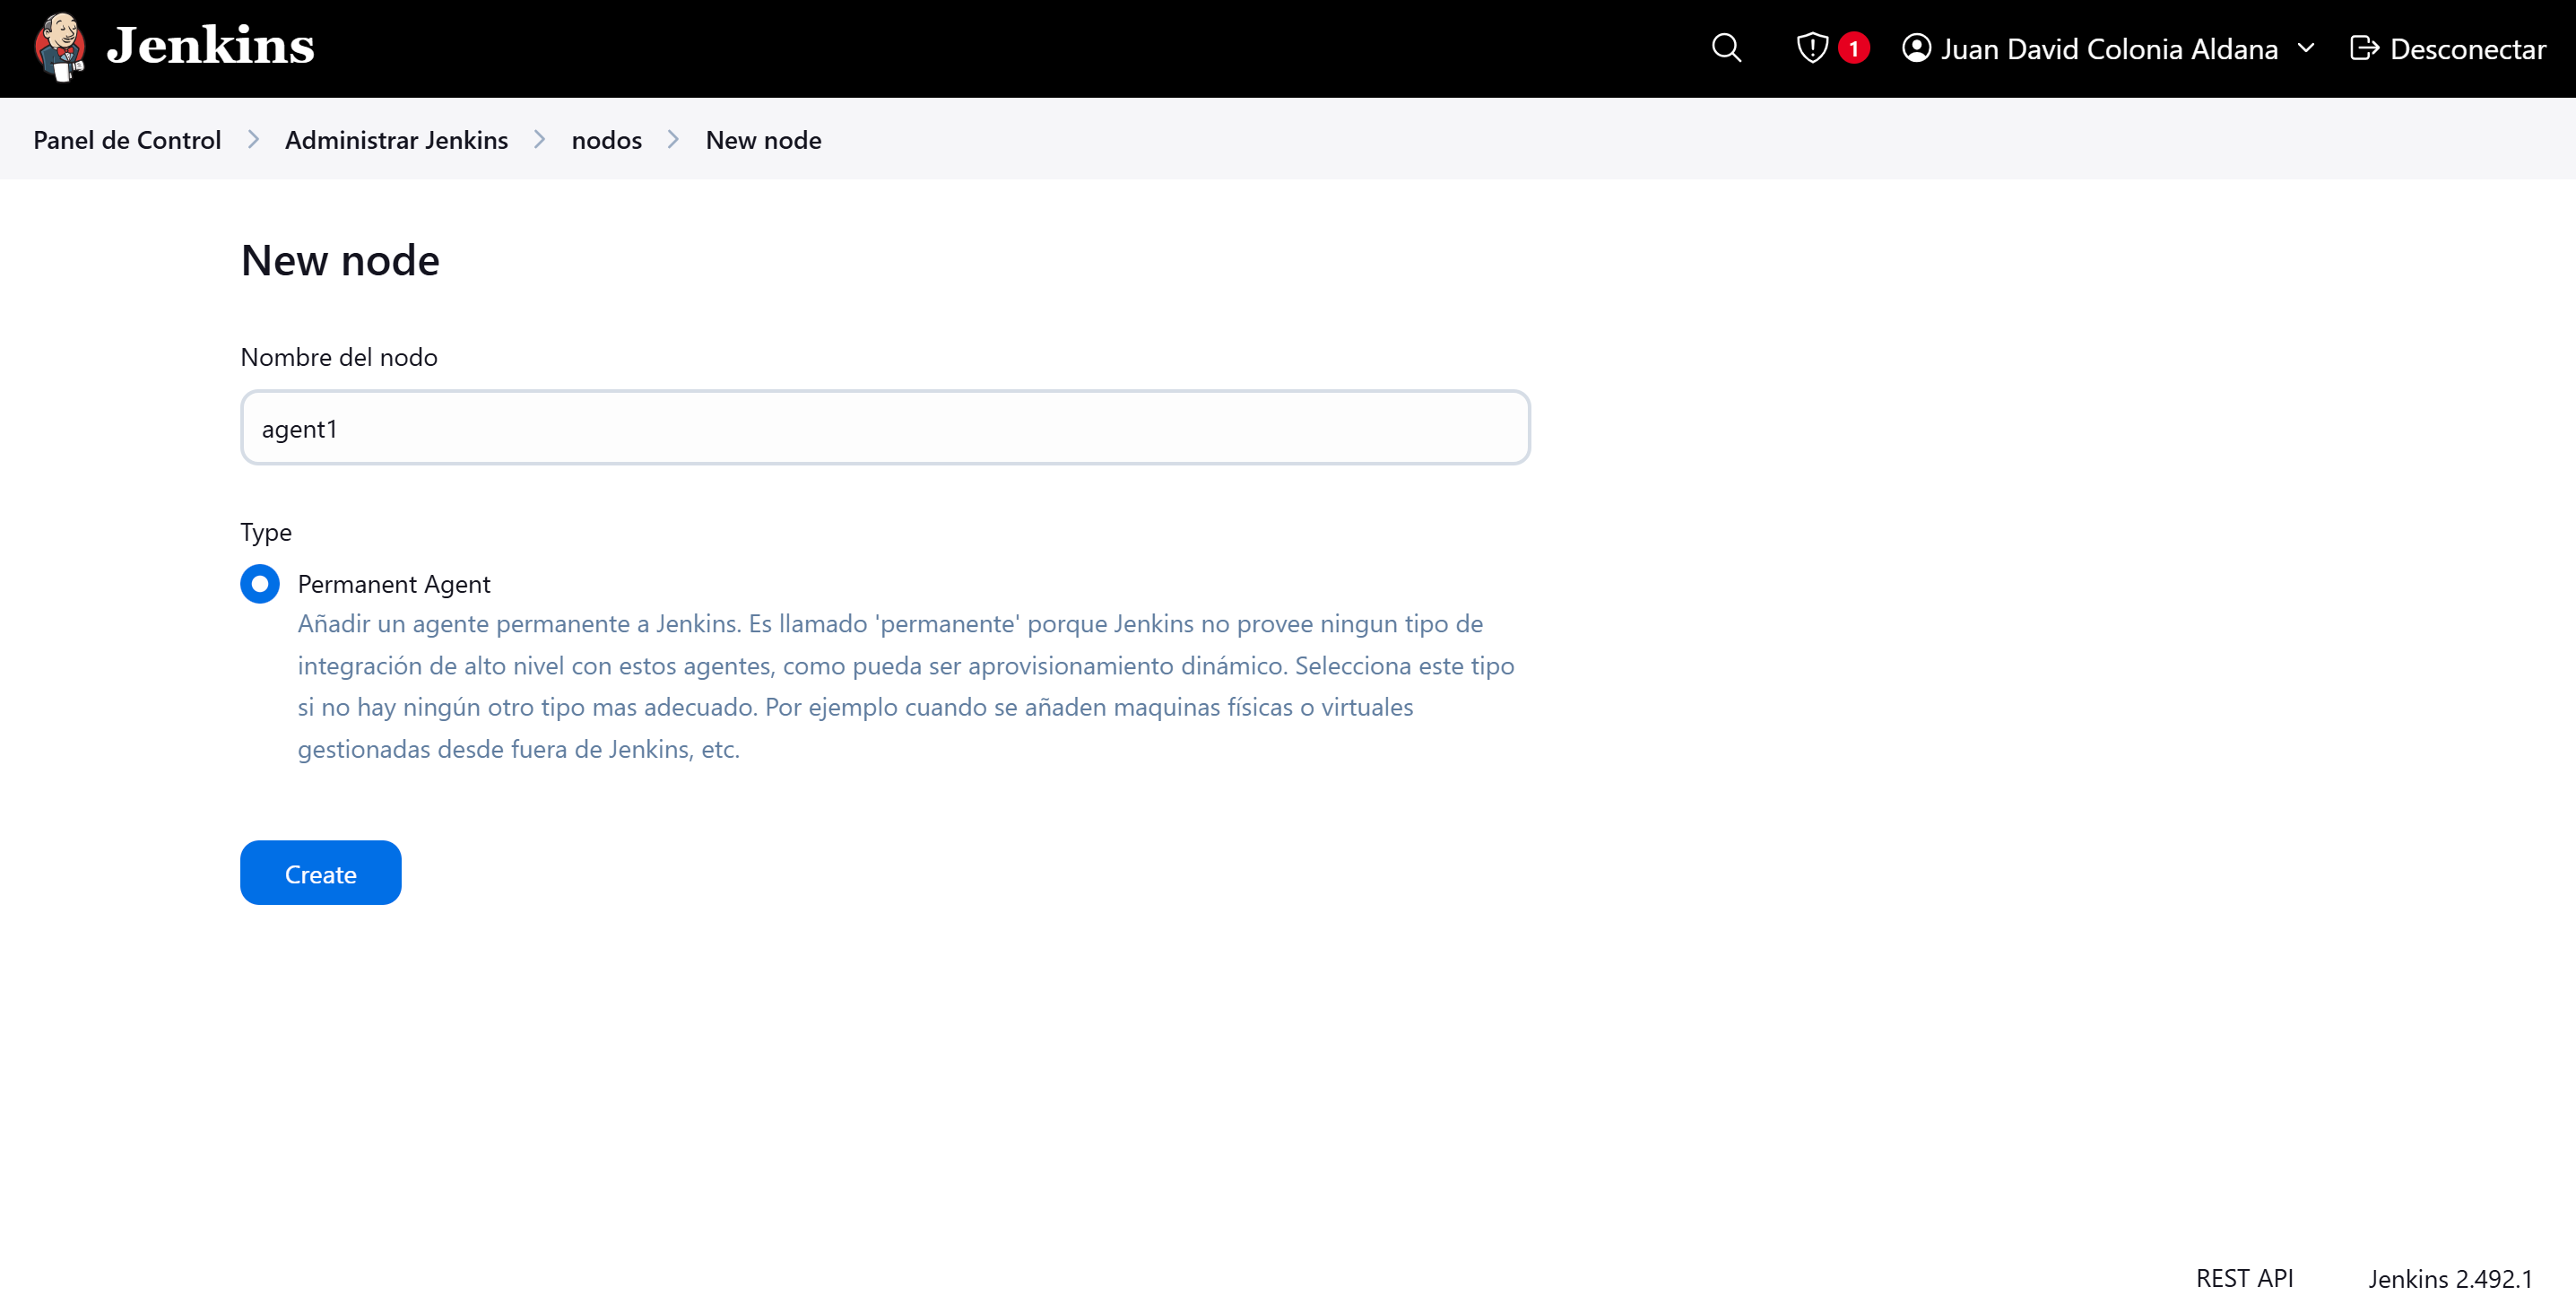 Jenkins
1
Juan David Colonia Aldana
Desconectar
Panel de Control
Administrar Jenkins
nodos
New node
New node
Nombre del nodo
agent1
Type
Permanent Agent
Añadir un agente permanente a Jenkins. Es llamado 'permanente' porque Jenkins no provee ningun tipo de
integración de alto nivel con estos agentes, como pueda ser aprovisionamiento dinámico. Selecciona este tipo
si no hay ningún otro tipo mas adecuado. Por ejemplo cuando se añaden maquinas físicas o virtuales
gestionadas desde fuera de Jenkins, etc.
Create
REST API
Jenkins 2.492.1